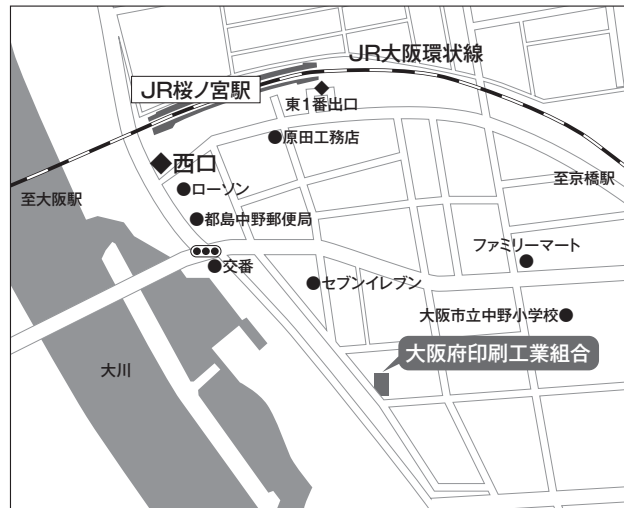 JR大阪環状線
JR桜ノ宮駅
東1番出口
原田工務店
西口
至京橋駅
至大阪駅
ローソン
都島中野郵便局
ファミリーマート
交番
セブンイレブン
大阪市立中野小学校
大阪府印刷工業組合
大川